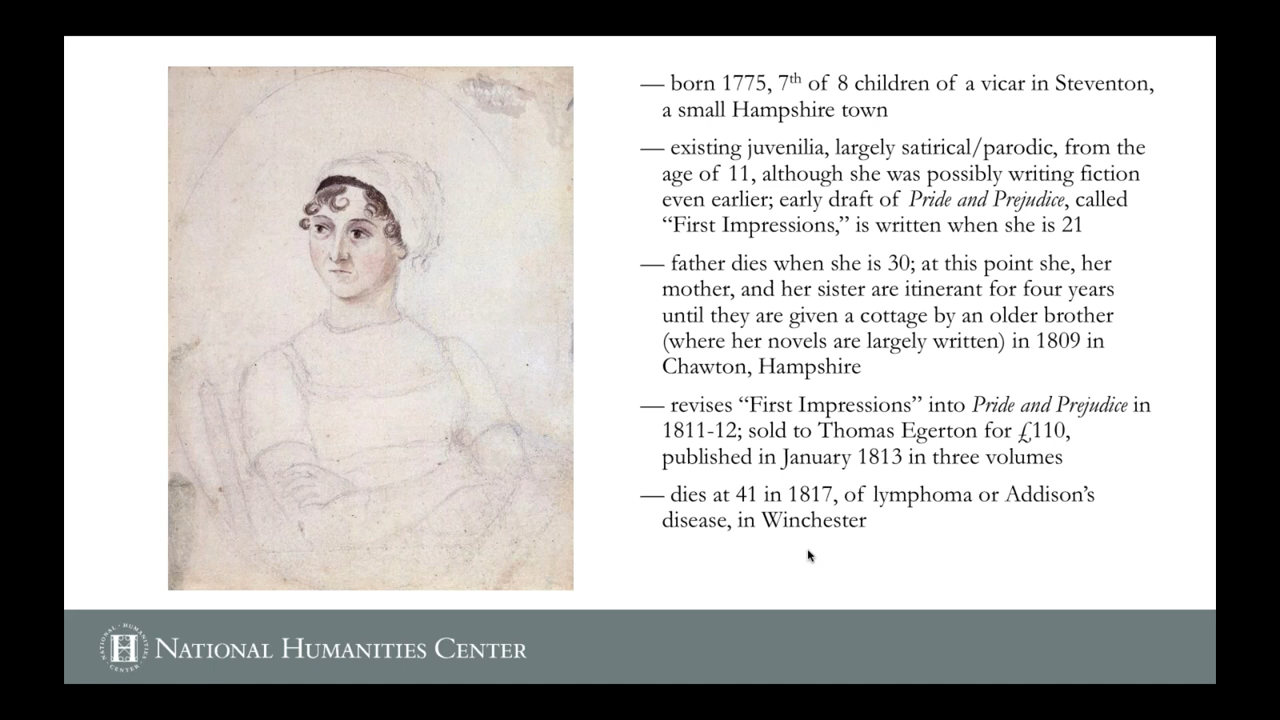 — born 1775, 7th of 8 children of a vicar in Steventon,
a small Hampshire town
— existing juvenilia, largely satirical/parodic, from the
age of 11, although she was possibly writing fiction
even earlier; early draft of Pride and Prejudice, called
“First Impressions,” is written when she is 21
— father dies when she is 30; at this point she, her
mother, and her sister are itinerant for four years
until they are given a cottage by an older brother
(where her novels are largely written) in 1809 in
Chawton, Hampshire
— revises “First Impressions” into Pride and Prejudice in
1811-12; sold to Thomas Egerton for £110,
published in January 1813 in three volumes
— dies at 41 in 1817, of lymphoma or Addison’s
disease, in Winchester
NATIONAL · HUMANITIES · CENTER ·
H
NATIONAL HUMANITIES CENTER